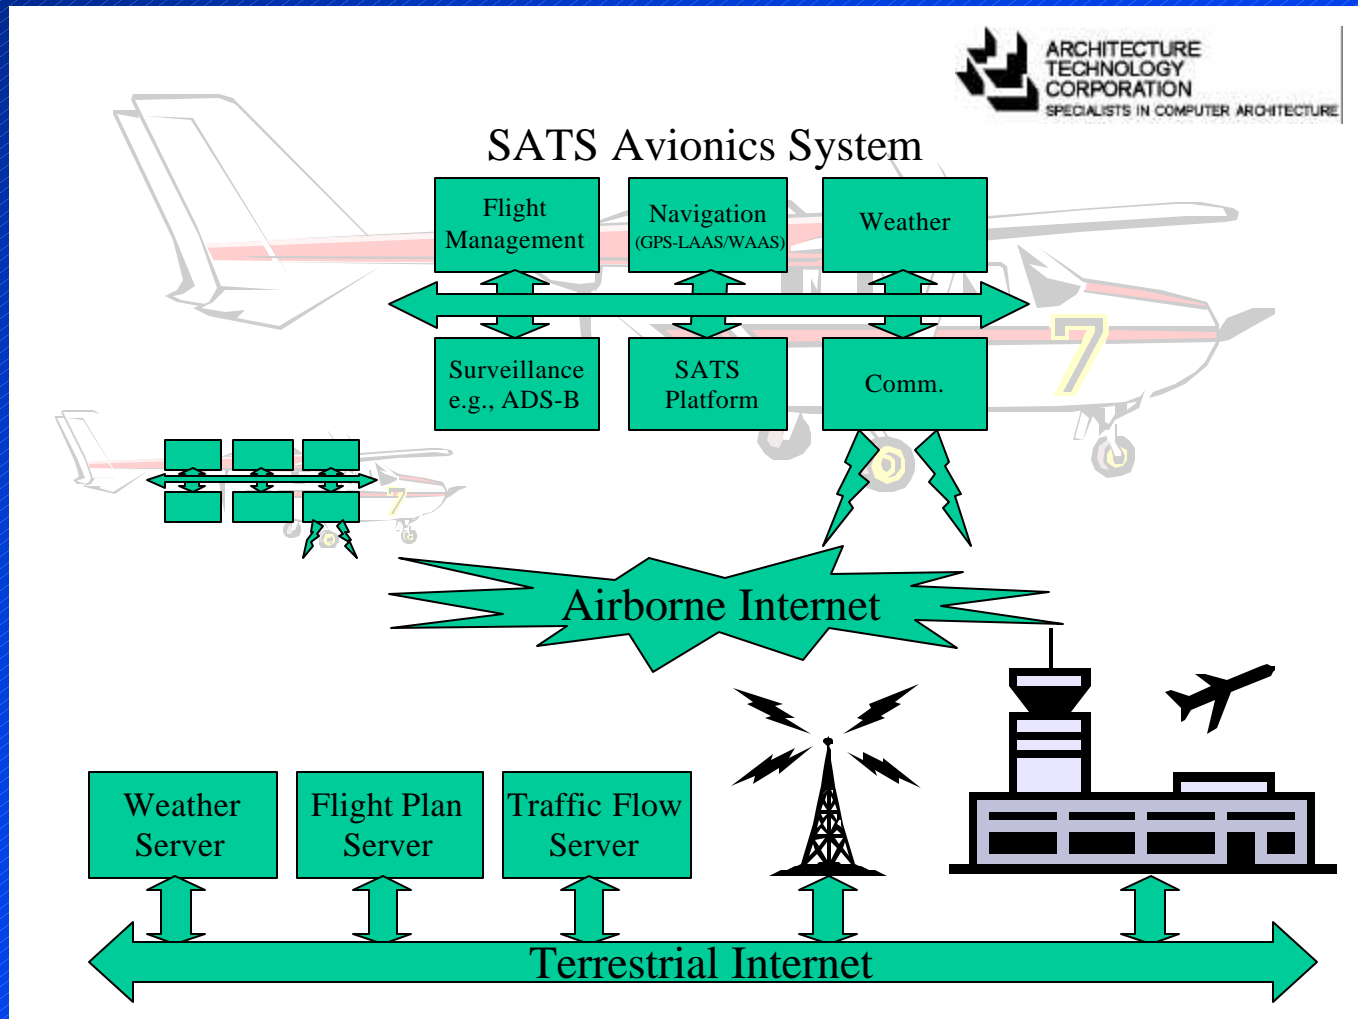 ARCHITECTURE
TECHNOLOGY
CORPORATION
SPECIALISTS IN COMPUTER ARCHITECTURE
SATS Avionics System
Flight
Management
Navigation
(GPS-LAAS/WAAS)
Weather
Surveillance
e.g., ADS-B
SATS
Platform
Comm.
7
7
Airborne Internet
Weather
Server
Flight Plan
Server
Traffic Flow
Server
Terrestrial Internet